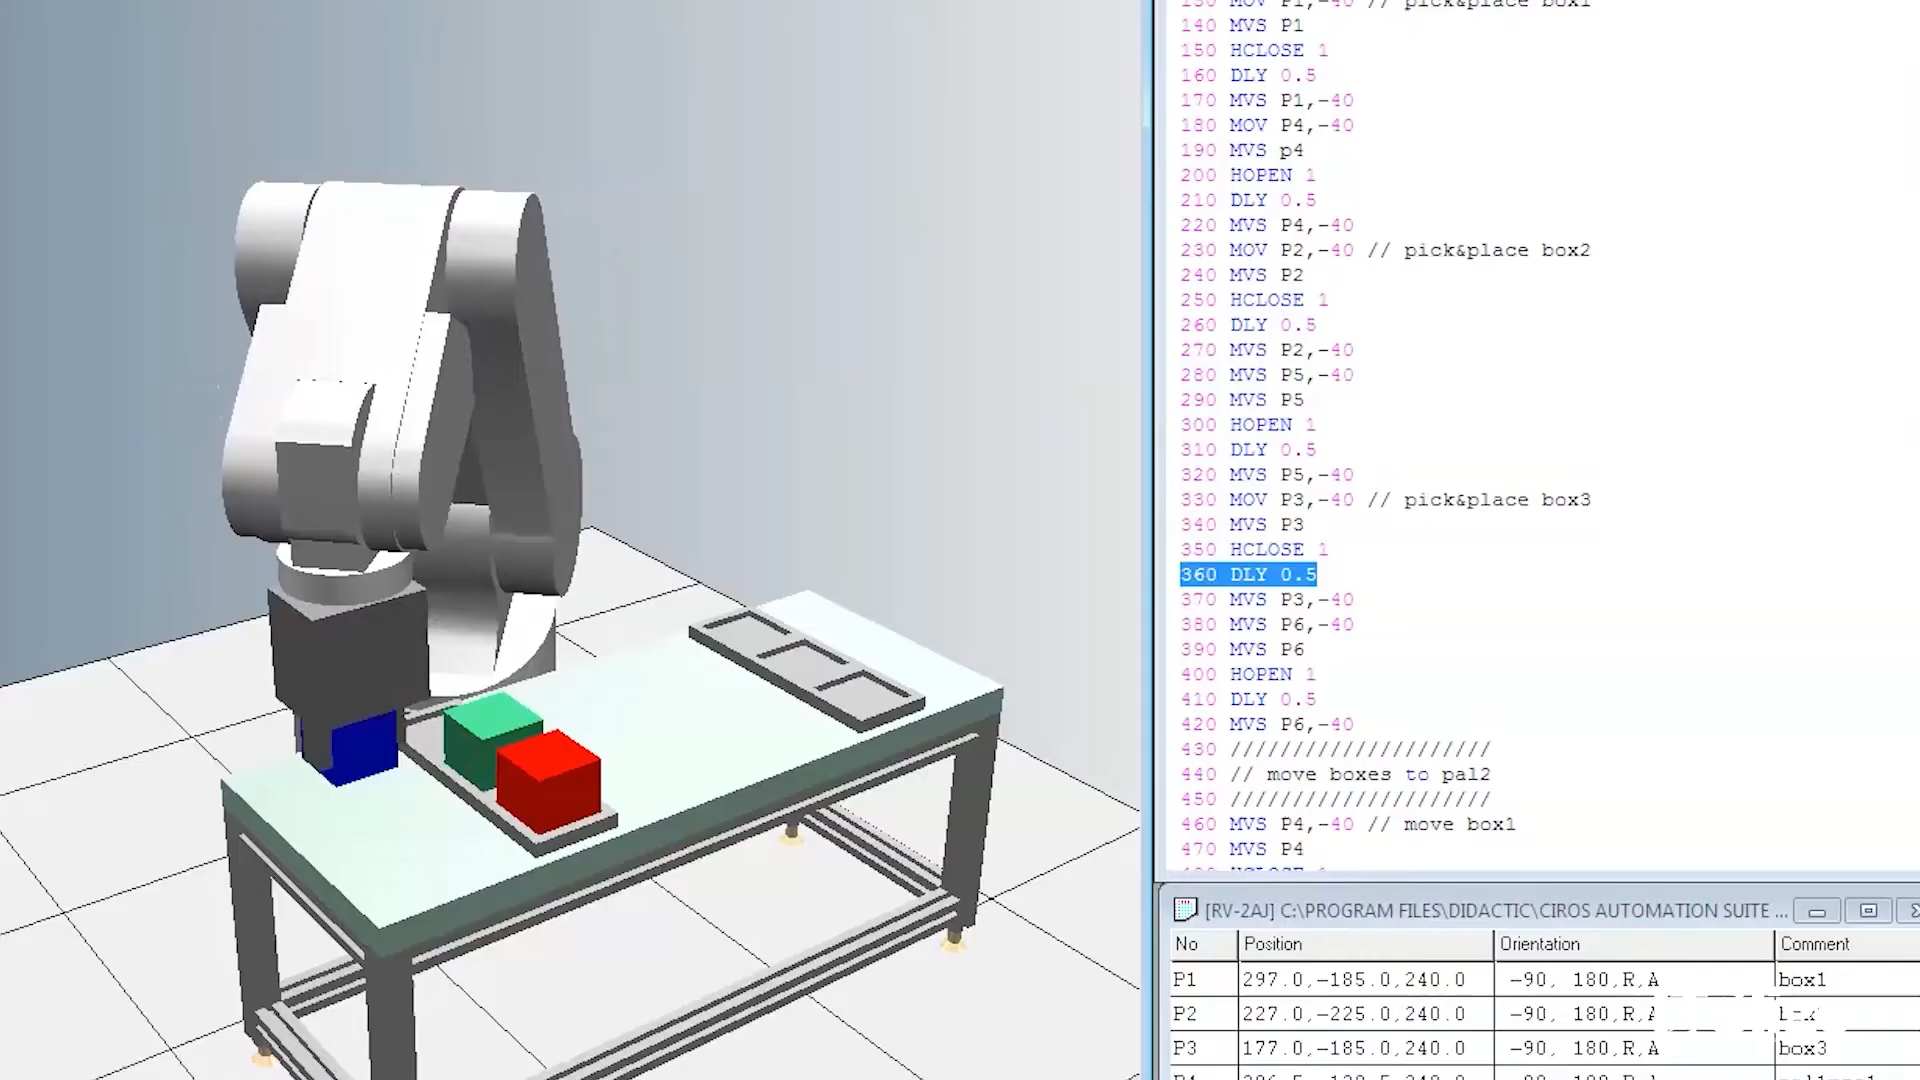 130 MOV P1,-40 // pick&place box1
140 MVS P1
150 HCLOSE 1
160 DLY 0.5
170 MVS P1,-40
180 MOV P4,-40
190 MVS p4
200 HOPEN 1
210 DLY 0.5
220 MVS P4,-40
230 MOV P2,-40 // pick&place box2
240 MVS P2
250 HCLOSE 1
260 DLY 0.5
270 MVS P2,-40
280 MVS P5,-40
290 MVS P5
300 HOPEN 1
310 DLY 0.5
320 MVS P5,-40
330 MOV P3,-40 // pick&place box3
340 MVS P3
350 HCLOSE 1
360 DLY 0.5
370 MVS P3,-40
380 MVS P6,-40
390 MVS P6
400 HOPEN 1
410 DLY 0.5
420 MVS P6,-40
430 /////////////////////
440 // move boxes to pal2
450 /////////////////////
460 MVS P4,-40 // move box1
470 MVS P4
[RV-2AJ] C:\PROGRAM FILES\DIDACTIC\CIROS AUTOMATION SUITE ...
No Position Orientation Comment
P1 297.0,-185.0,240.0 -90, 180,R,A box1
P2 227.0,-225.0,240.0 -90, 180,R,A
P3 177.0,-185.0,240.0 -90, 180,R,A box3